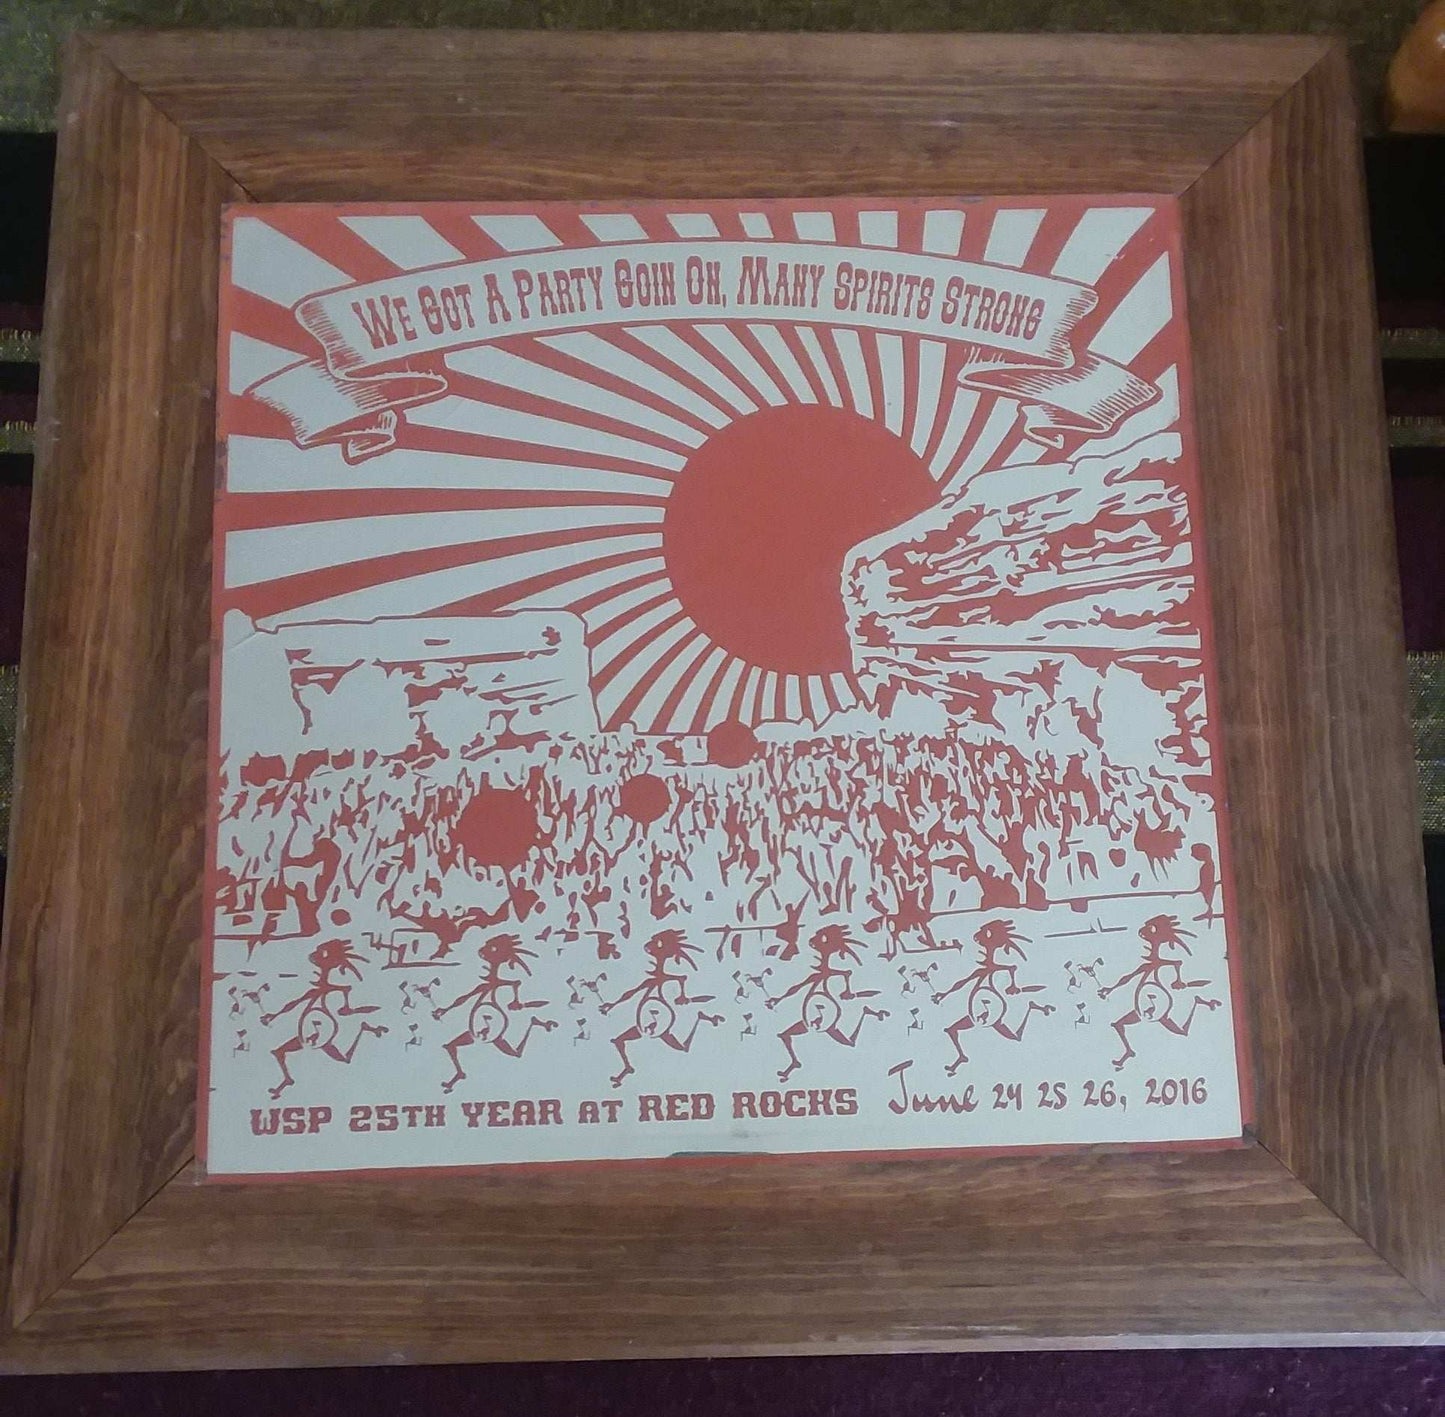 We Got A Party Goin On, Many Spirits Strong
WSP 25TH YEAR AT RED ROCKS June 24 25 26, 2016